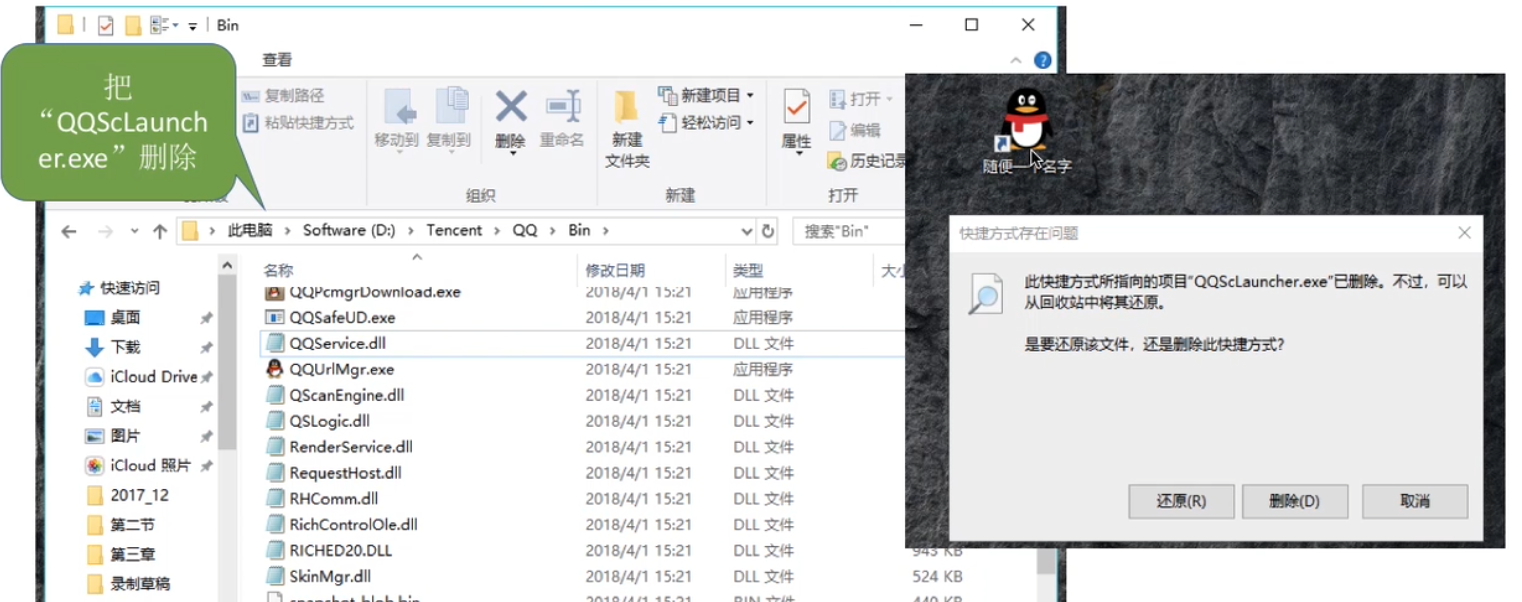 Bin
查看
把
“QQScLaunch
er.exe”删除
复制路径
粘贴快捷方式
移动到
复制到
删除
重命名
组织
新建
文件夹
新建项目
轻松访问
新建
属性
打开
编辑
历史记录
打开
此电脑 > Software (D:) > Tencent > QQ > Bin >
搜索"Bin"
快速访问
桌面
下载
iCloud Drive
文档
图片
iCloud 照片
2017_12
第二节
第三章
录制草稿
名称 修改日期 类型 大小
QQPcmgrDownload.exe 2018/4/1 15:21 应用程序
QQSafeUD.exe 2018/4/1 15:21 应用程序
QQService.dll 2018/4/1 15:21 DLL 文件
QQUrlMgr.exe 2018/4/1 15:21 应用程序
QScanEngine.dll 2018/4/1 15:21 DLL 文件
QSLogic.dll 2018/4/1 15:21 DLL 文件
RenderService.dll 2018/4/1 15:21 DLL 文件
RequestHost.dll 2018/4/1 15:21 DLL 文件
RHComm.dll 2018/4/1 15:21 DLL 文件
RichControlOle.dll 2018/4/1 15:21 DLL 文件
RICHED20.DLL 2018/4/1 15:21 DLL 文件 943 KB
SkinMgr.dll 2018/4/1 15:21 DLL 文件 524 KB
snapshot_blob.bin 2018/4/1 15:21 BIN 文件 440 KB
随便一个名字
快捷方式存在问题
此快捷方式所指向的项目“QQScLauncher.exe”已删除。不过，可以
从回收站中将其还原。
是要还原该文件，还是删除此快捷方式?
还原(R)
删除(D)
取消